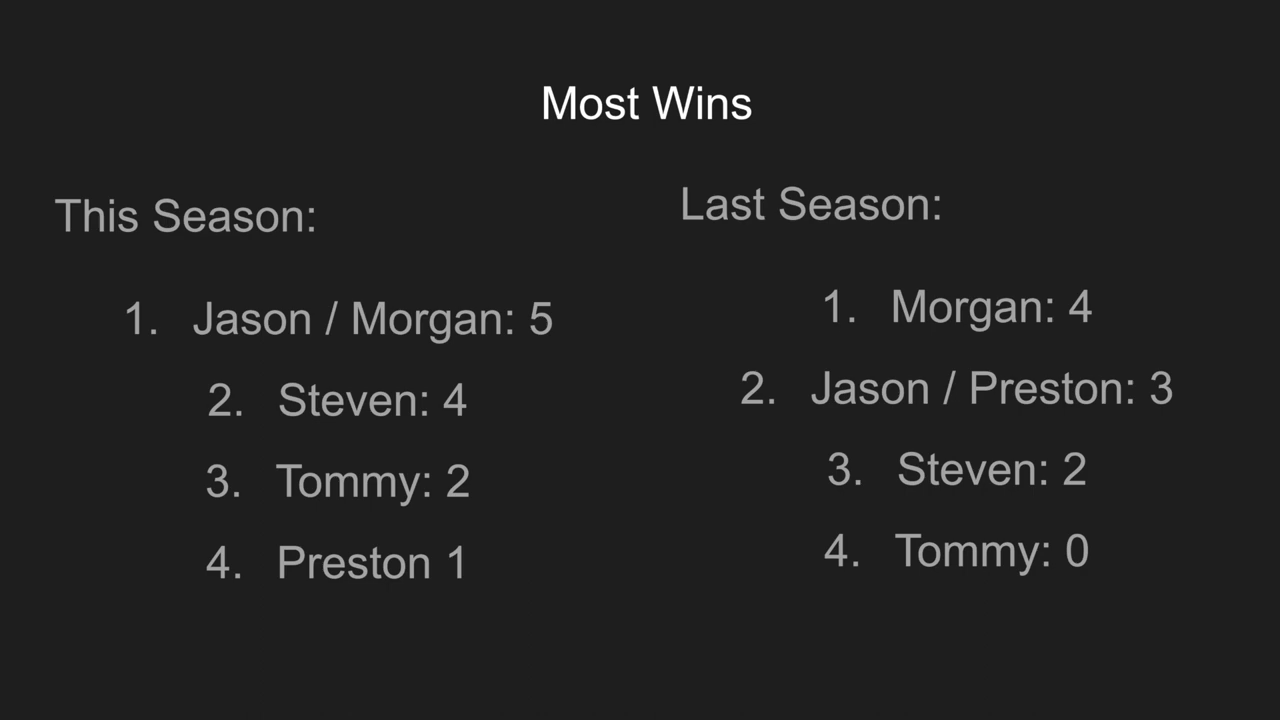 Most Wins
This Season:
1. Jason / Morgan: 5
2. Steven: 4
3. Tommy: 2
4. Preston 1
Last Season:
1. Morgan: 4
2. Jason / Preston: 3
3. Steven: 2
4. Tommy: 0